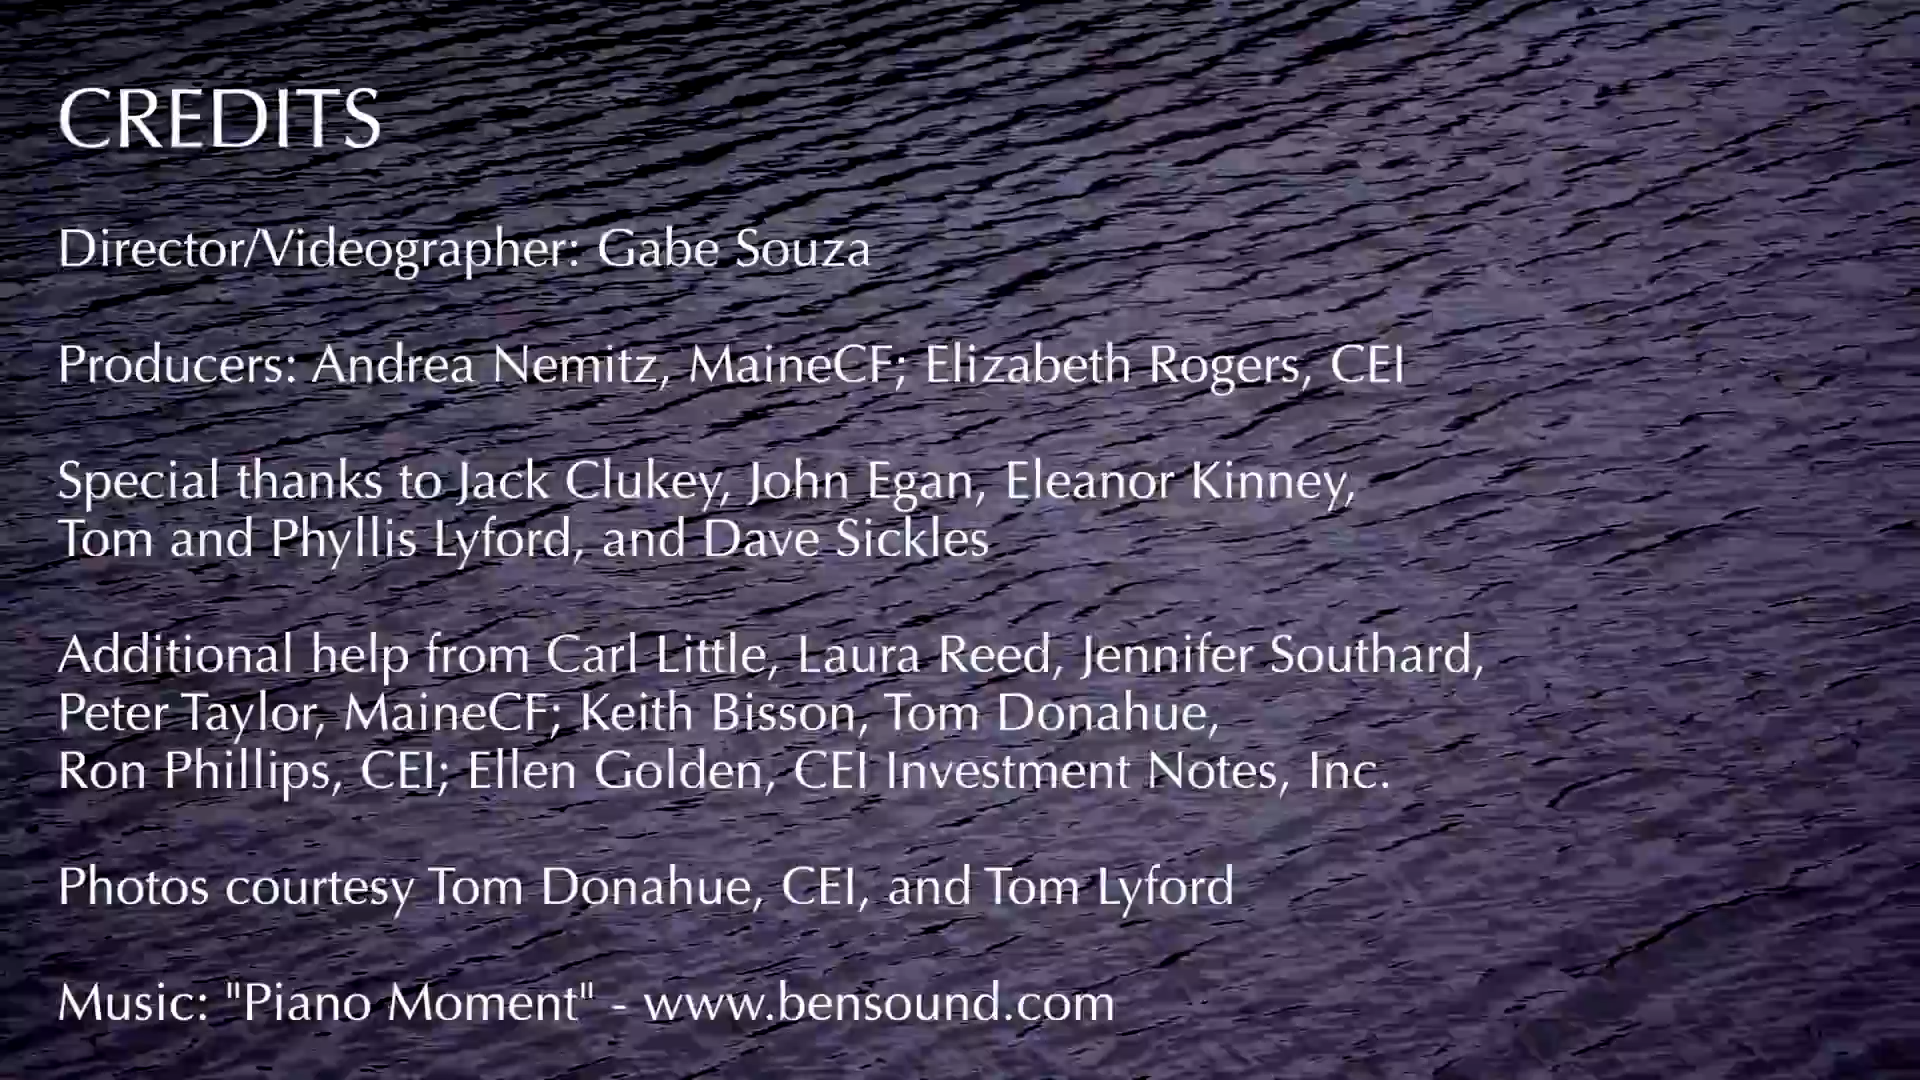 CREDITS
Director/Videographer: Gabe Souza
Producers: Andrea Nemitz, MaineCF; Elizabeth Rogers, CEI
Special thanks to Jack Clukey, John Egan, Eleanor Kinney,
Tom and Phyllis Lyford, and Dave Sickles
Additional help from Carl Little, Laura Reed, Jennifer Southard,
Peter Taylor, MaineCF; Keith Bisson, Tom Donahue,
Ron Phillips, CEI; Ellen Golden, CEI Investment Notes, Inc.
Photos courtesy Tom Donahue, CEI, and Tom Lyford
Music: "Piano Moment" - www.bensound.com